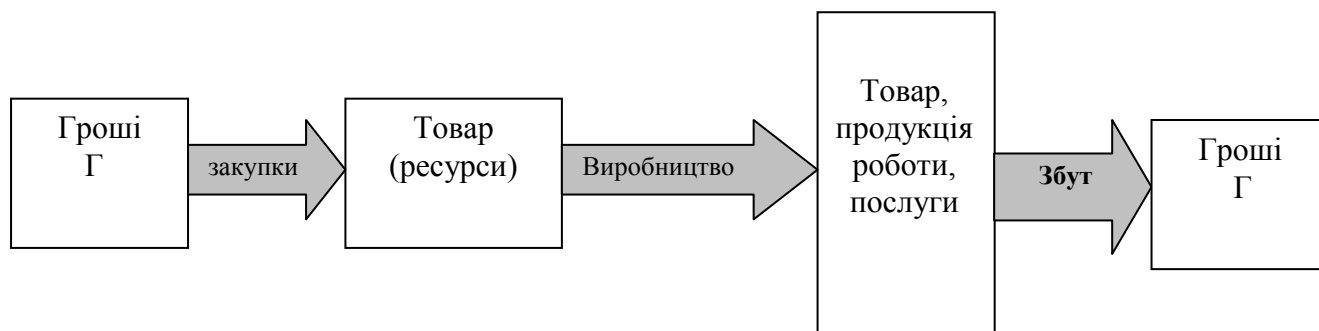 Гроші
Г
закупки
Товар
(ресурси)
Виробництво
Товар,
продукція
роботи,
послуги
Збут
Гроші
Г